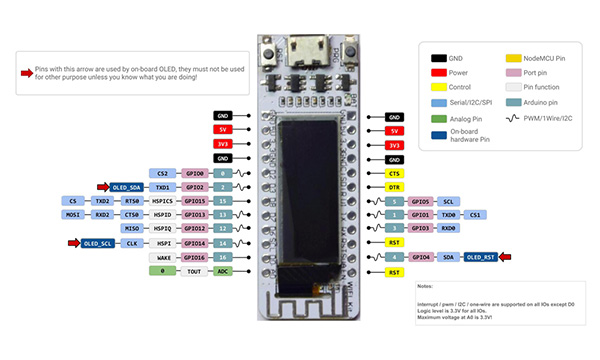 Pins with this arrow are used by on-board OLED, they must not be used
for other purpose unless you know what you are doing!
RST
PRG
GND
Power
Control
Serial/I2C/SPI
Analog Pin
On-board
hardware Pin
NodeMCU Pin
Port pin
Pin function
Arduino pin
PWM/1Wire/I2C
GND
5V
3V3
GND
CS2 GPIO0 0
OLED_SDA TXD1 GPIO2 2
CS TXD2 RTS0 HSPICS GPIO15 15
MOSI RXD2 CTS0 HSPID GPIO13 13
MISO HSPIQ GPIO12 12
OLED_SCL CLK HSPI GPIO14 14
WAKE GPIO16 16
0 TOUT ADC
GND
5V
3V3
GND
CTS
DTR
5 GPIO5 SCL
1 GPIO1 TXD0 CS1
3 GPIO3 RXD0
RST
4 GPIO4 SDA OLED_RST
RST
Notes:
interrupt / pwm / I2C / one-wire are supported on all IOs except D0
Logic level is 3.3V for all IOs.
Maximum voltage at A0 is 3.3V!